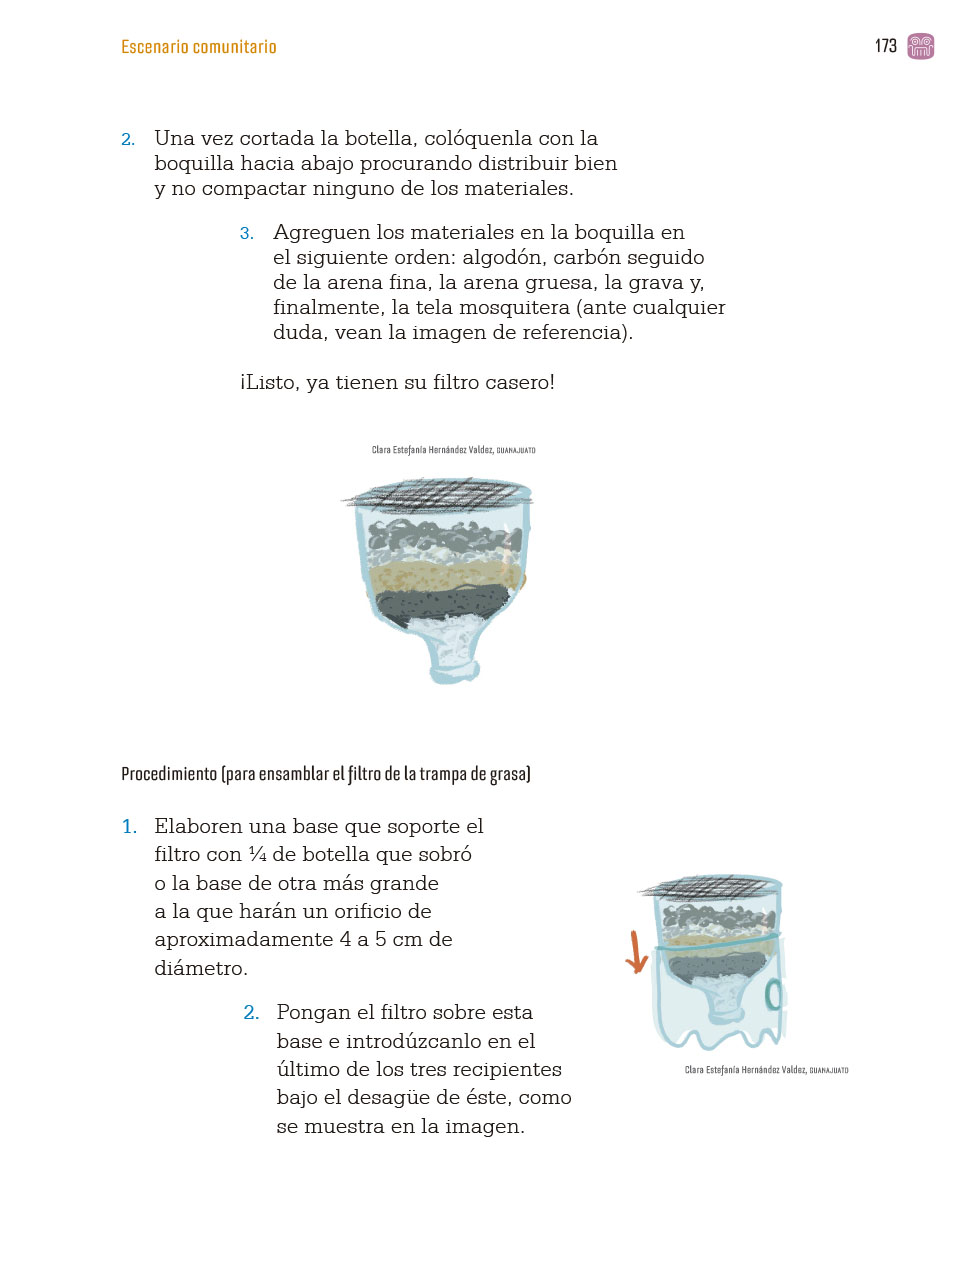 Escenario comunitario
173
2. Una vez cortada la botella, colóquenla con la
boquilla hacia abajo procurando distribuir bien
y no compactar ninguno de los materiales.
3. Agreguen los materiales en la boquilla en
el siguiente orden: algodón, carbón seguido
de la arena fina, la arena gruesa, la grava y,
finalmente, la tela mosquitera (ante cualquier
duda, vean la imagen de referencia).
¡Listo, ya tienen su filtro casero!
Clara Estefanía Hernández Valdez, GUANAJUATO
Procedimiento (para ensamblar el filtro de la trampa de grasa)
1. Elaboren una base que soporte el
filtro con ¼ de botella que sobró
o la base de otra más grande
a la que harán un orificio de
aproximadamente 4 a 5 cm de
diámetro.
2. Pongan el filtro sobre esta
base e introdúzcanlo en el
último de los tres recipientes
bajo el desagüe de éste, como
se muestra en la imagen.
Clara Estefanía Hernández Valdez, GUANAJUATO